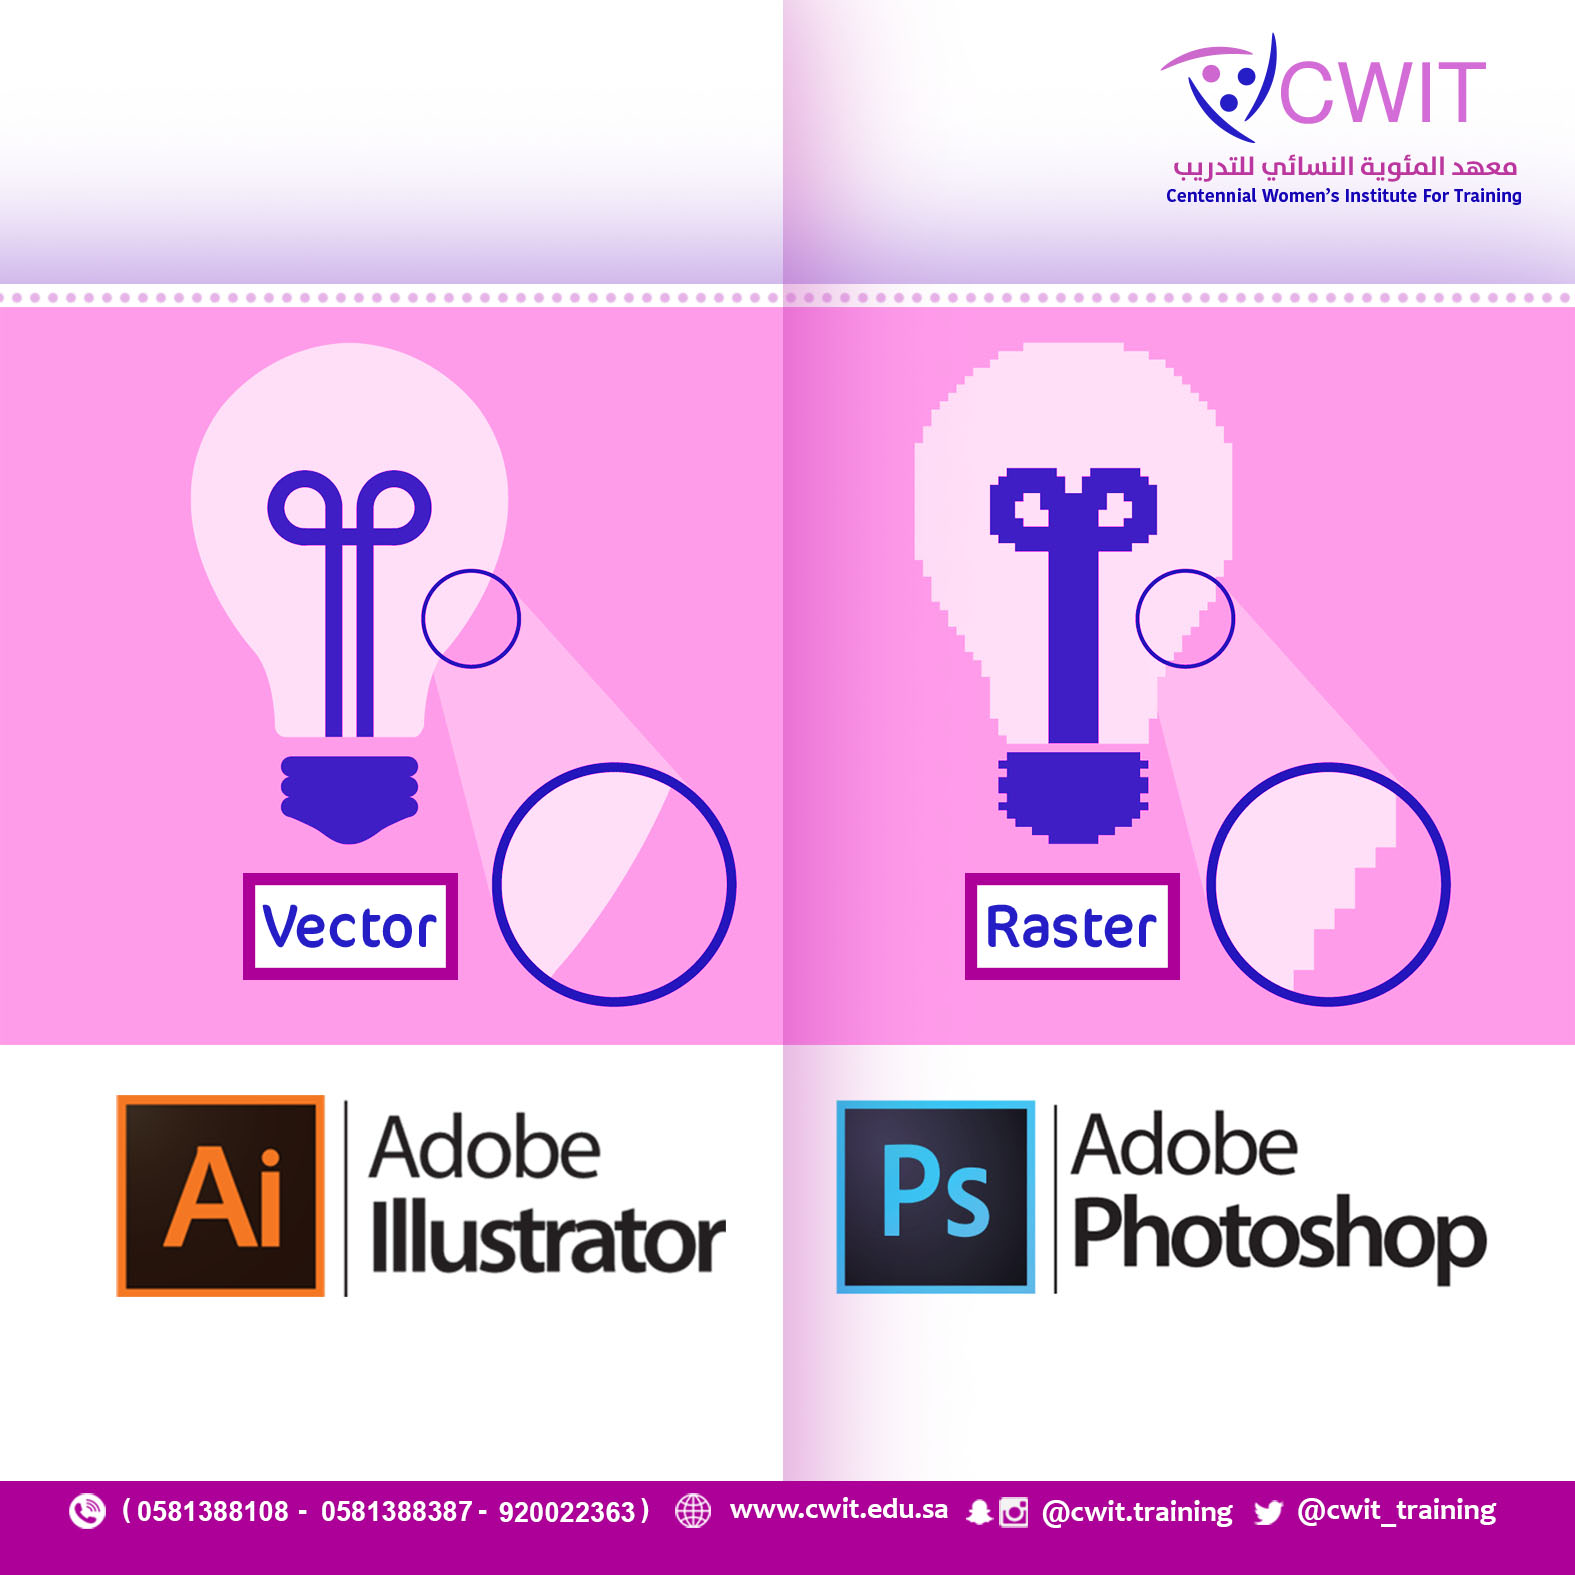 CWIT
معهد المئوية النسائي للتدريب
Centennial Women's Institute For Training
Vector
Raster
Ai
Adobe
Illustrator
Ps
Adobe
Photoshop
( 0581388108 - 0581388387 - 920022363 ) www.cwit.edu.sa @cwit.training @cwit_training